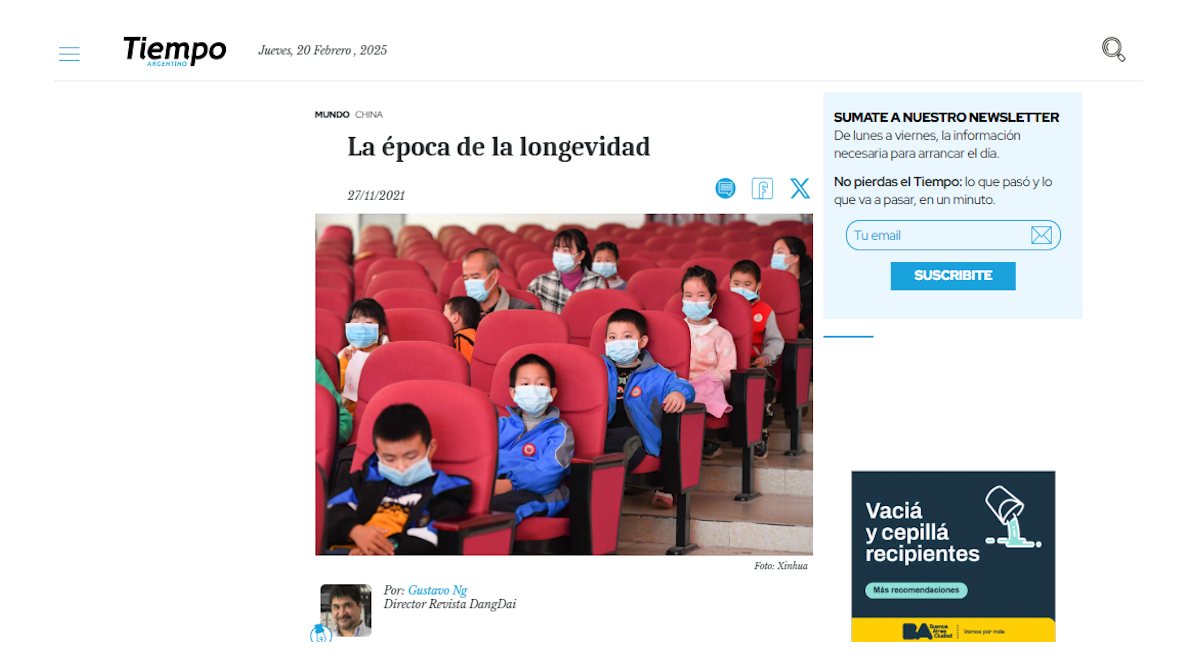 Tiempo
ARGENTINO
Jueves, 20 Febrero , 2025
MUNDO CHINA
La época de la longevidad
27/11/2021
Foto: Xinhua
Por: Gustavo Ng
Director Revista DangDai
SUMATE A NUESTRO NEWSLETTER
De lunes a viernes, la información
necesaria para arrancar el día.
No pierdas el Tiempo: lo que pasó y lo
que va a pasar, en un minuto.
Tu email
SUSCRIBITE
Vaciá
y cepillá
recipientes
Más recomendaciones
BA Buenos
Aires
Ciudad
Vamos por más